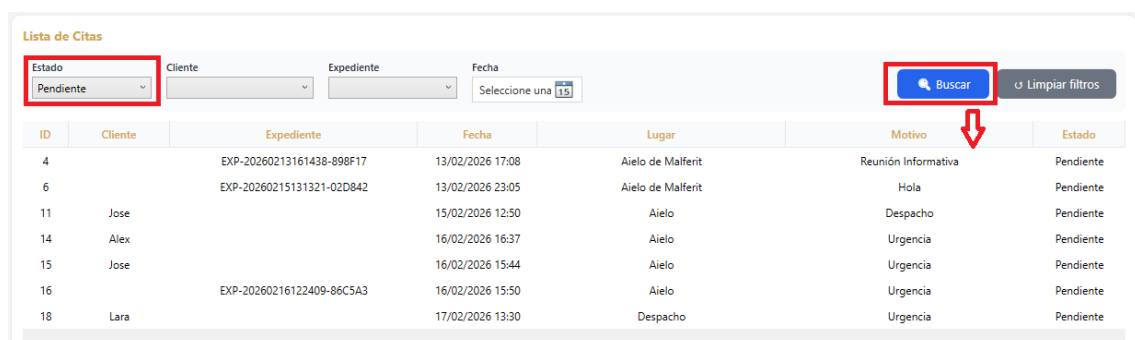 Lista de Citas
Estado Cliente Expediente Fecha
Pendiente Seleccione una 15 Buscar Limpiar filtros
ID Cliente Expediente Fecha Lugar Motivo Estado
4 EXP-20260213161438-898F17 13/02/2026 17:08 Aielo de Malferit Reunión Informativa Pendiente
6 EXP-20260215131321-02D842 13/02/2026 23:05 Aielo de Malferit Hola Pendiente
11 Jose 15/02/2026 12:50 Aielo Despacho Pendiente
14 Alex 16/02/2026 16:37 Aielo Urgencia Pendiente
15 Jose 16/02/2026 15:44 Aielo Urgencia Pendiente
16 EXP-20260216122409-86C5A3 16/02/2026 15:50 Aielo Urgencia Pendiente
18 Lara 17/02/2026 13:30 Despacho Urgencia Pendiente